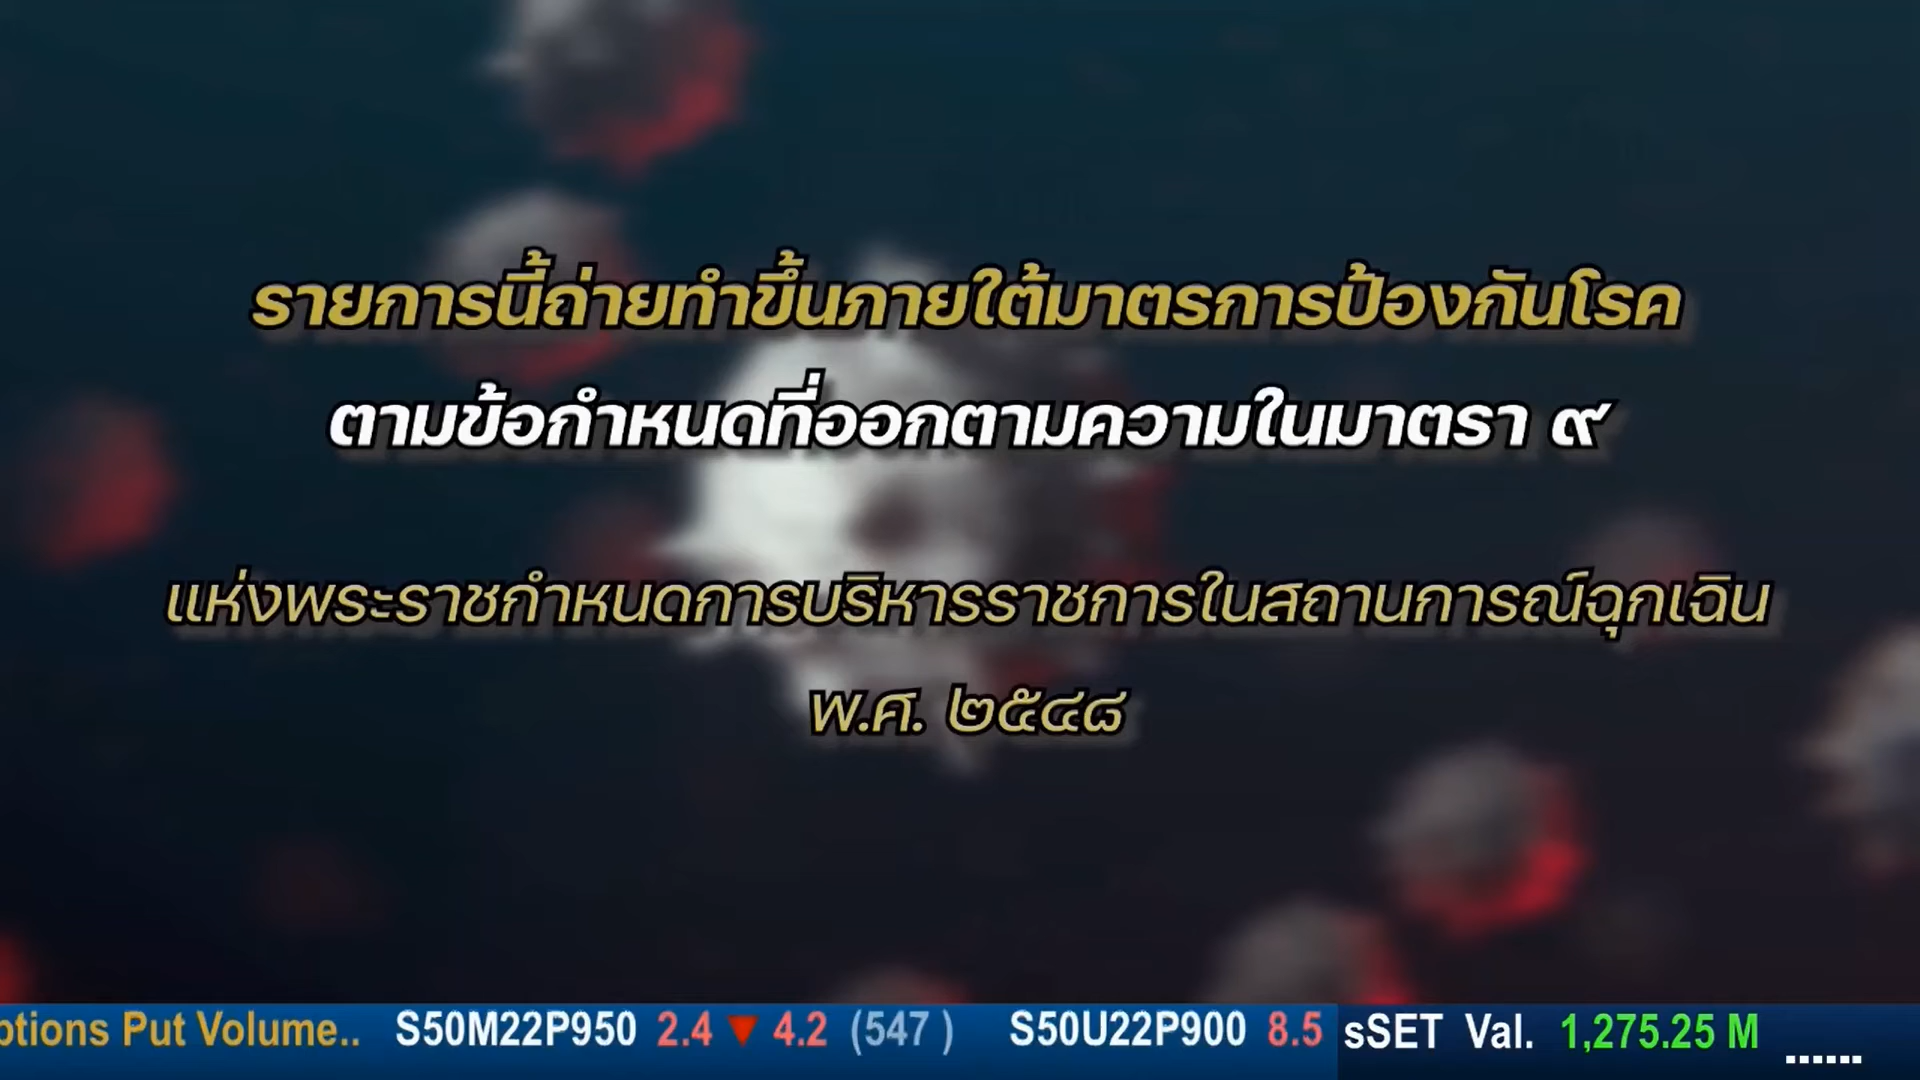 รายการนี้ถ่ายทำขึ้นภายใต้มาตรการป้องกันโรค
ตามข้อกำหนดที่ออกตามความในมาตรา ๙
แห่งพระราชกำหนดการบริหารราชการในสถานการณ์ฉุกเฉิน
พ.ศ. ๒๕๔๘
ptions Put Volume.. S50M22P950 2.4 ▼ 4.2 (547 ) S50U22P900 8.5 sSET Val. 1,275.25 M ......